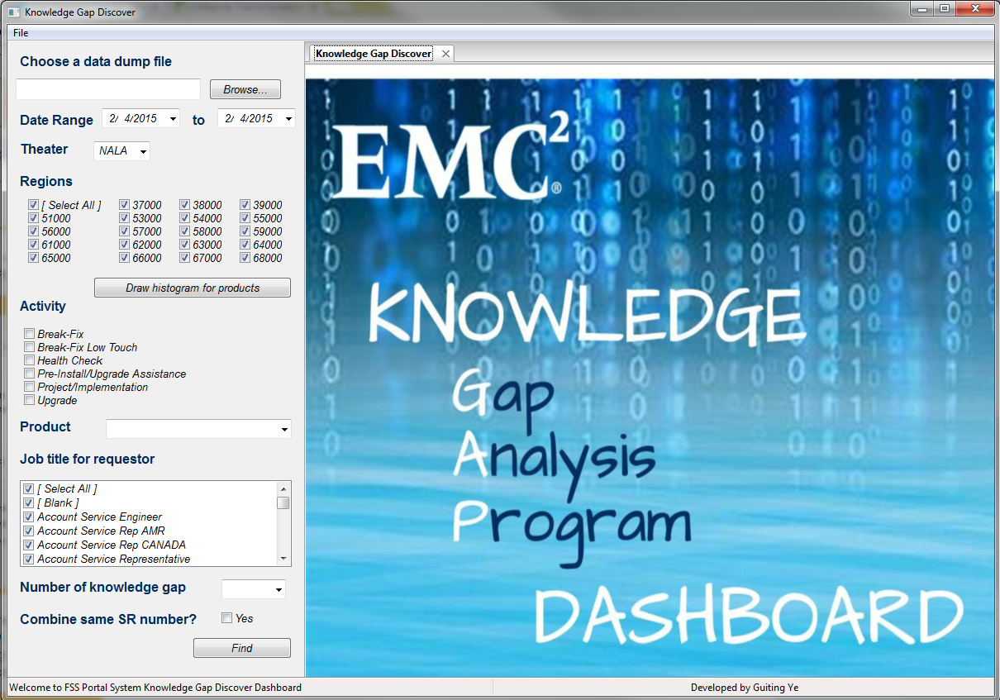 Knowledge Gap Discover
File
Choose a data dump file
Browse...
Date Range 2/ 4/2015 to 2/ 4/2015
Theater NALA
Regions
[ Select All ] 37000 38000 39000
51000 53000 54000 55000
56000 57000 58000 59000
61000 62000 63000 64000
65000 66000 67000 68000
Draw histogram for products
Activity
Break-Fix
Break-Fix Low Touch
Health Check
Pre-Install/Upgrade Assistance
Project/Implementation
Upgrade
Product
Job title for requestor
[ Select All ]
[ Blank ]
Account Service Engineer
Account Service Rep AMR
Account Service Rep CANADA
Account Service Representative
Number of knowledge gap
Combine same SR number? Yes
Find
Knowledge Gap Discover
EMC²®
KNOWLEDGE
Gap
Analysis
Program
DASHBOARD
Welcome to FSS Portal System Knowledge Gap Discover Dashboard
Developed by Guiting Ye